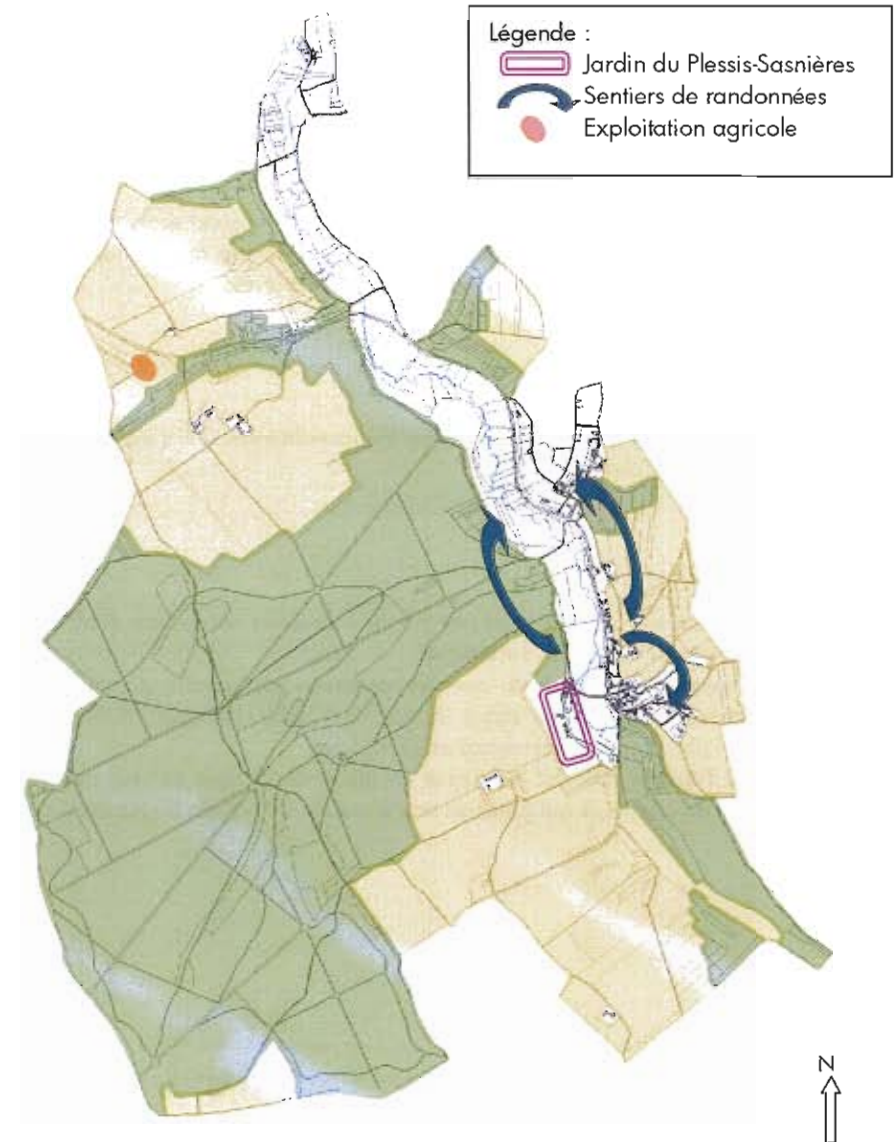 Légende :
Jardin du Plessis-Sasnières
Sentiers de randonnées
Exploitation agricole
N